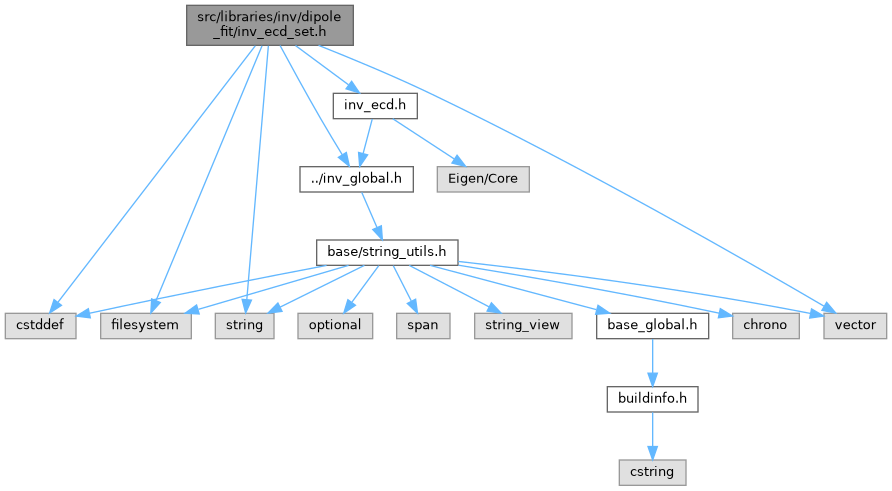 src/libraries/inv/dipole
_fit/inv_ecd_set.h
inv_ecd.h
../inv_global.h
Eigen/Core
base/string_utils.h
cstddef
filesystem
string
optional
span
string_view
base_global.h
chrono
vector
buildinfo.h
cstring